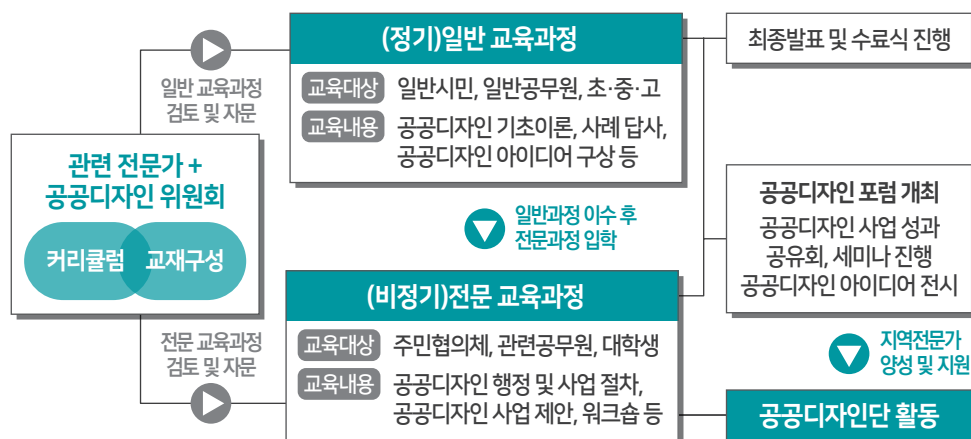 일반 교육과정
검토 및 자문
관련 전문가 +
공공디자인 위원회
커리큘럼
교재구성
전문 교육과정
검토 및 자문
(정기)일반 교육과정
교육대상 일반시민, 일반공무원, 초·중·고
교육내용 공공디자인 기초이론, 사례 답사,
공공디자인 아이디어 구상 등
일반과정 이수 후
전문과정 입학
(비정기)전문 교육과정
교육대상 주민협의체, 관련공무원, 대학생
교육내용 공공디자인 행정 및 사업 절차,
공공디자인 사업 제안, 워크숍 등
최종발표 및 수료식 진행
공공디자인 포럼 개최
공공디자인 사업 성과
공유회, 세미나 진행
공공디자인 아이디어 전시
지역전문가
양성 및 지원
공공디자인단 활동